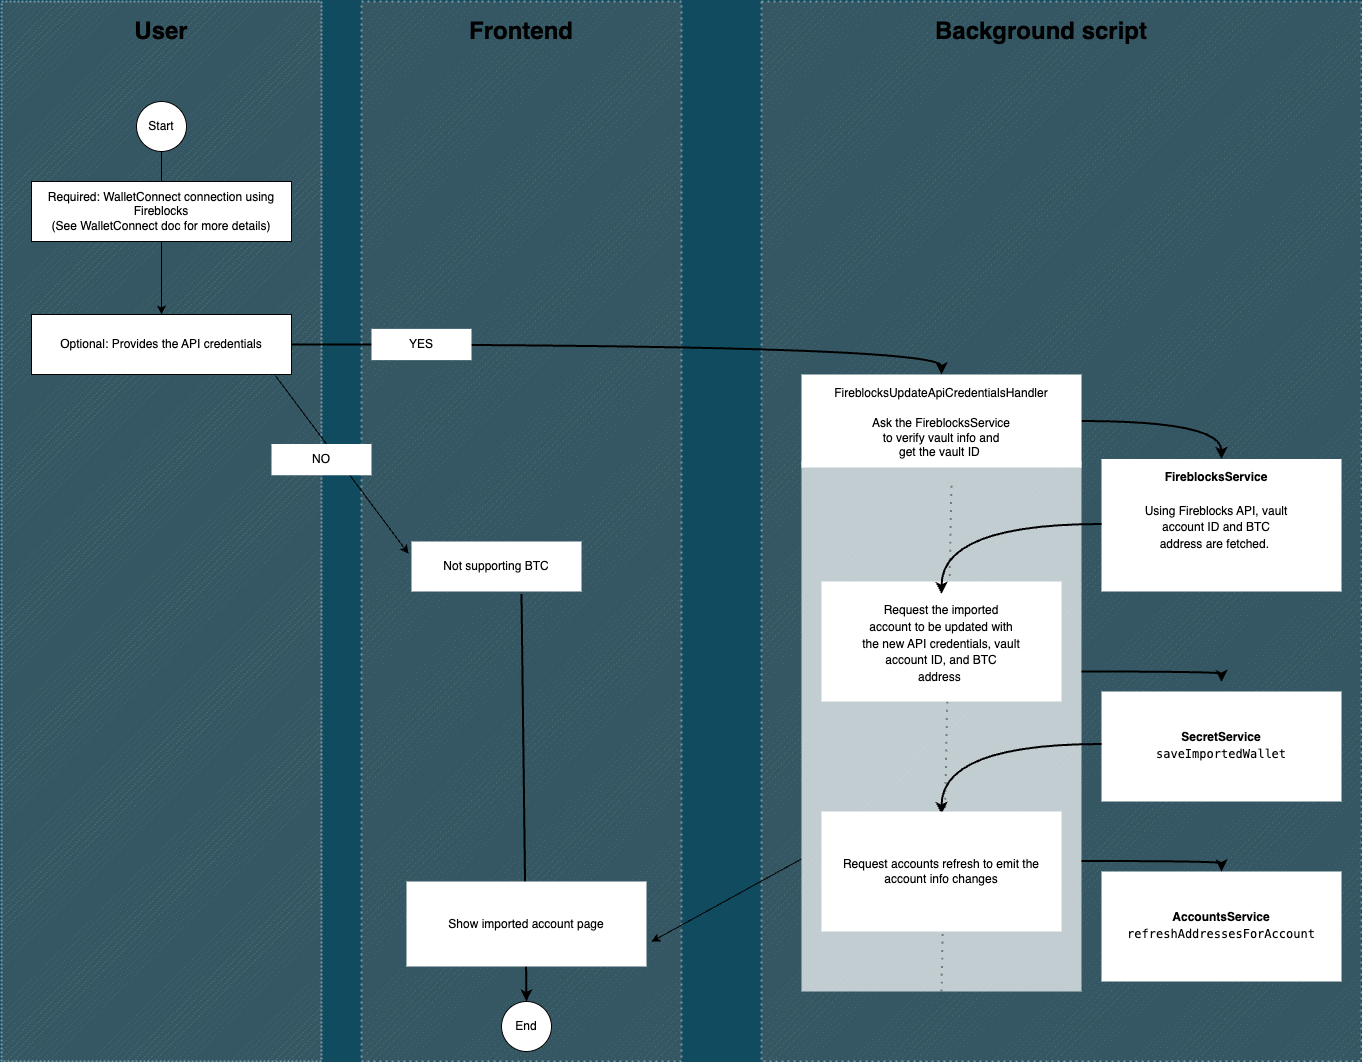 User
Frontend
Background script
Start
Required: WalletConnect connection using
Fireblocks
(See WalletConnect doc for more details)
Optional: Provides the API credentials
YES
NO
Not supporting BTC
FireblocksUpdateApiCredentialsHandler
Ask the FireblocksService
to verify vault info and
get the vault ID
FireblocksService
Using Fireblocks API, vault
account ID and BTC
address are fetched.
Request the imported
account to be updated with
the new API credentials, vault
account ID, and BTC
address
SecretService
saveImportedWallet
Request accounts refresh to emit the
account info changes
AccountsService
refreshAddressesForAccount
Show imported account page
End